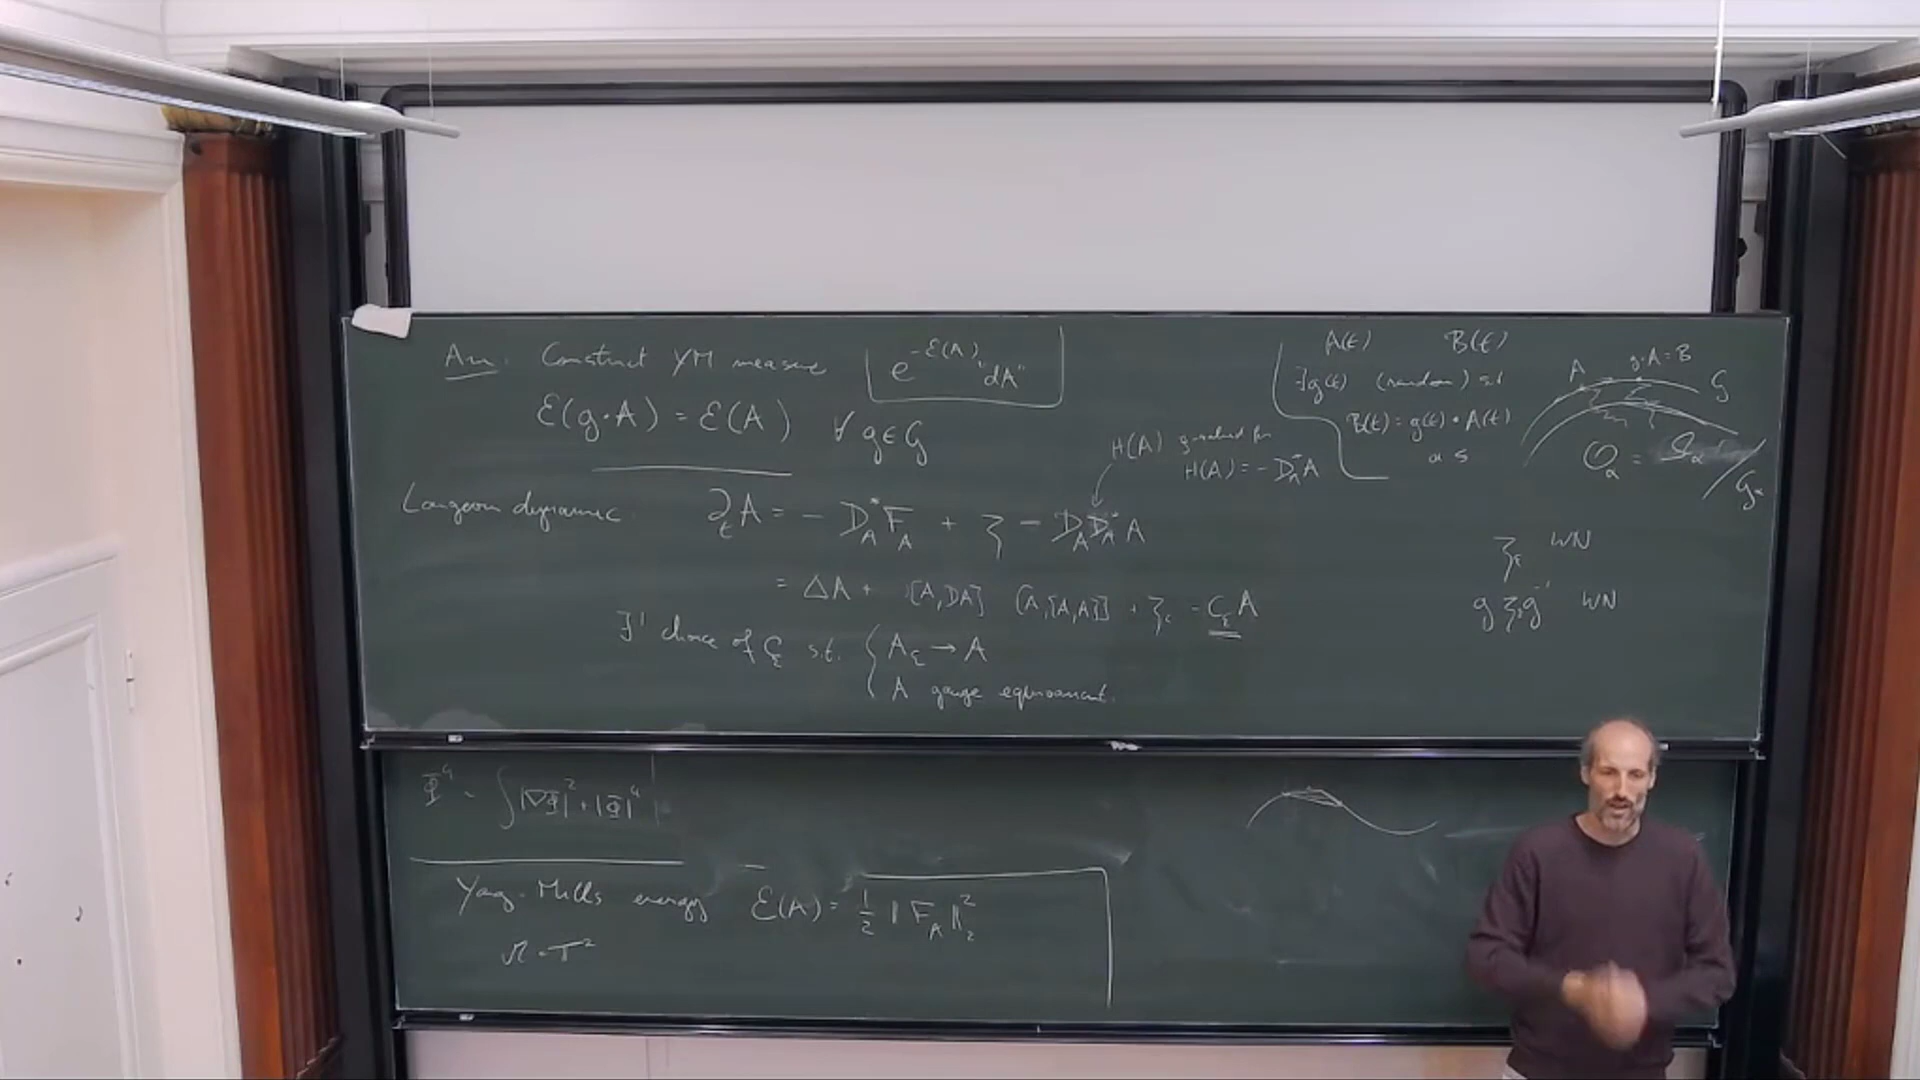 Aim. Construct YM measure e^{-ℰ(A)} "dA"
ℰ(g·A) = ℰ(A) ∀ g ∈ G
Langevin dynamic. ∂_t A = - D_A^* F_A + ξ - D_A D_A^* A
H(A) g-valued fn
H(A) = - D_A^* A
= ΔA + [A,DA] [A,[A,A]] + ξ_ε - C_ε A
∃! choice of C_ε s.t. { A_ε → A
A gauge equivariant.
A(t) B(t)
∃g(t) (random) s.t
B(t) = g(t) • A(t)
a s
A g·A = B G
ξ_ε WN
g ξ_ε g^{-1} WN
Φ^4 ~ ∫|∇Φ|^2 + |Φ|^4
Yang-Mills energy ℰ(A) = 1/2 ‖F_A‖_2^2